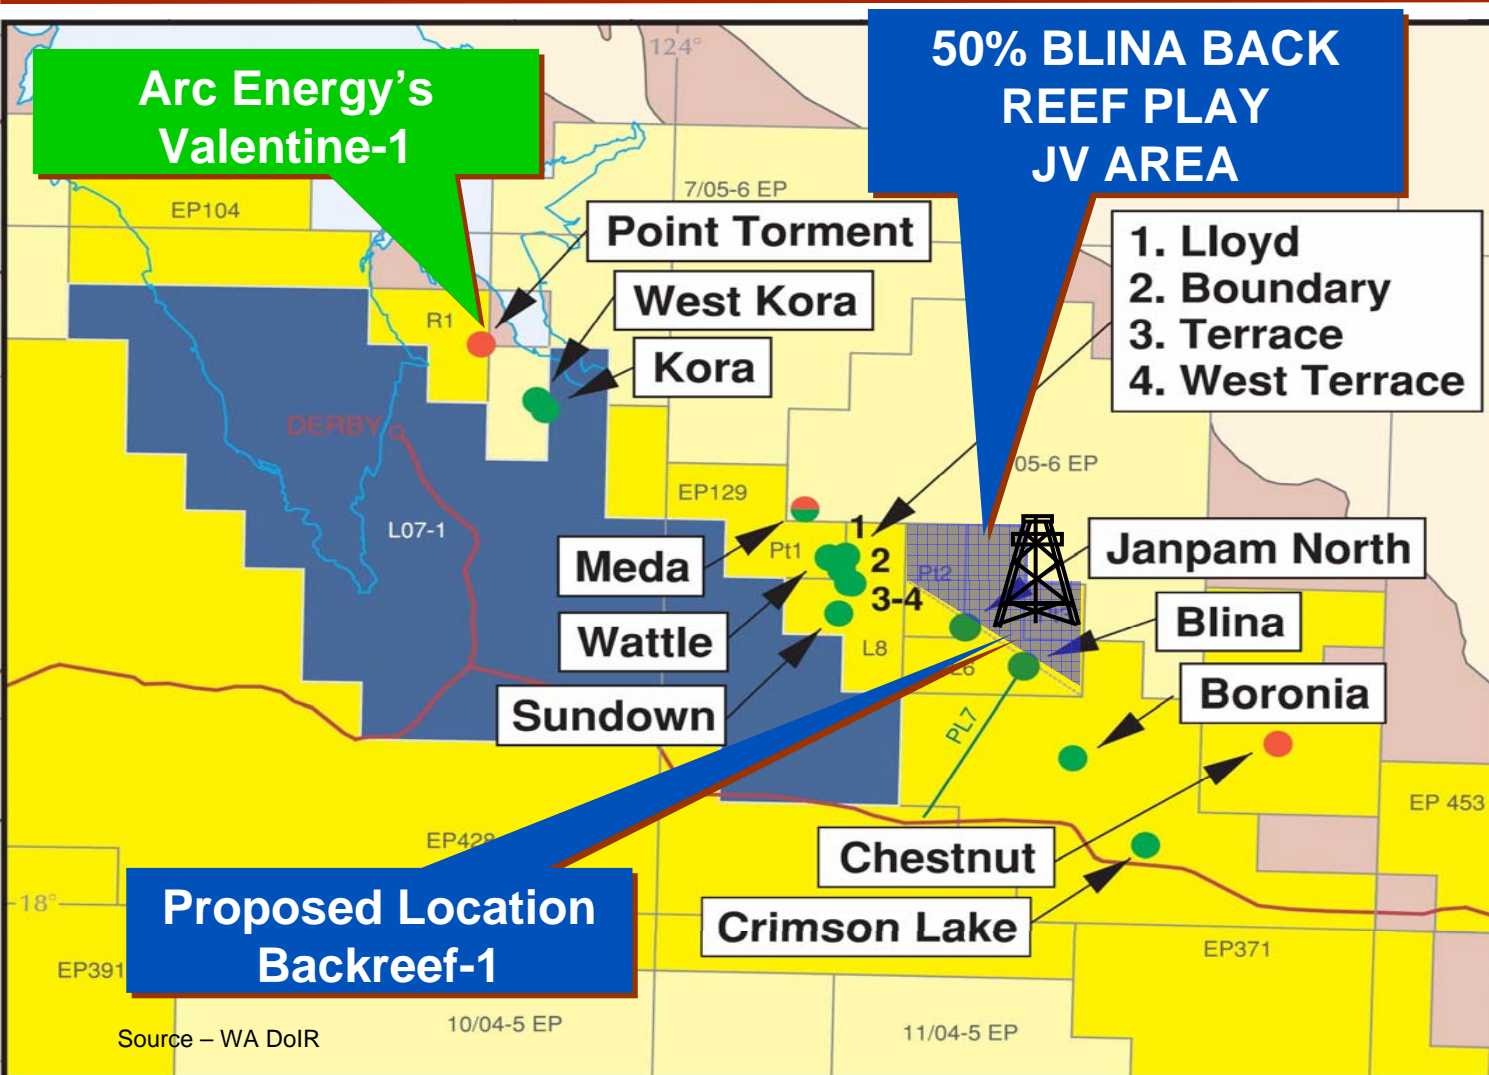 124°
Arc Energy's
Valentine-1
50% BLINA BACK
REEF PLAY
JV AREA
EP104
7/05-6 EP
Point Torment
West Kora
Kora
1. Lloyd
2. Boundary
3. Terrace
4. West Terrace
R1
DERBY
05-6 EP
EP129
L07-1
1
2
3-4
Pt1
Pt2
Janpam North
Meda
Wattle
Blina
L8
L6
Sundown
Boronia
PL7
EP 453
EP428
Chestnut
18°
Proposed Location
Backreef-1
Crimson Lake
EP371
EP391
10/04-5 EP
11/04-5 EP
Source – WA DoIR